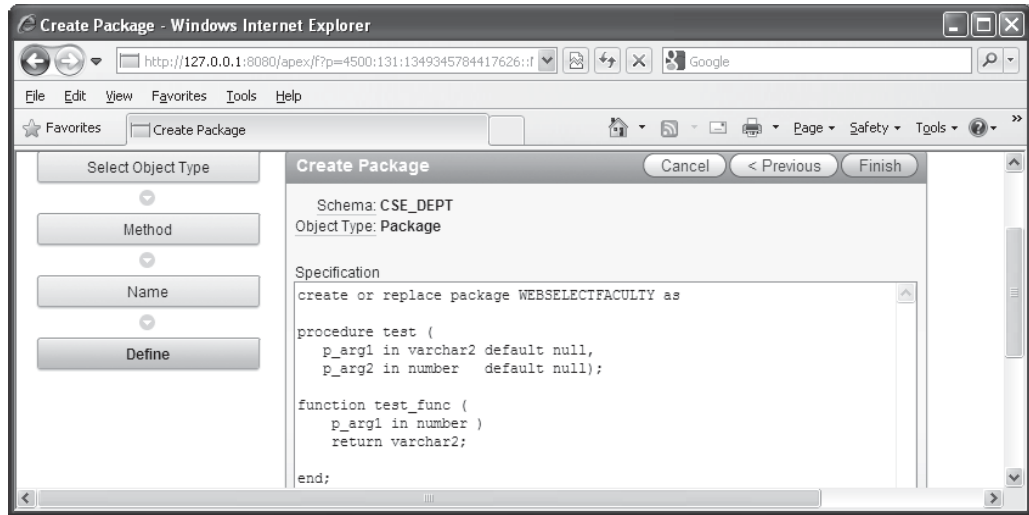 Create Package - Windows Internet Explorer
http://127.0.0.1:8080/apex/f?p=4500:131:1349345784417626::f
Google
File Edit View Favorites Tools Help
Favorites Create Package Page Safety Tools »
Select Object Type
Method
Name
Define
Create Package Cancel < Previous Finish
Schema: CSE_DEPT
Object Type: Package
Specification
create or replace package WEBSELECTFACULTY as
procedure test (
p_arg1 in varchar2 default null,
p_arg2 in number default null);
function test_func (
p_arg1 in number )
return varchar2;
end;